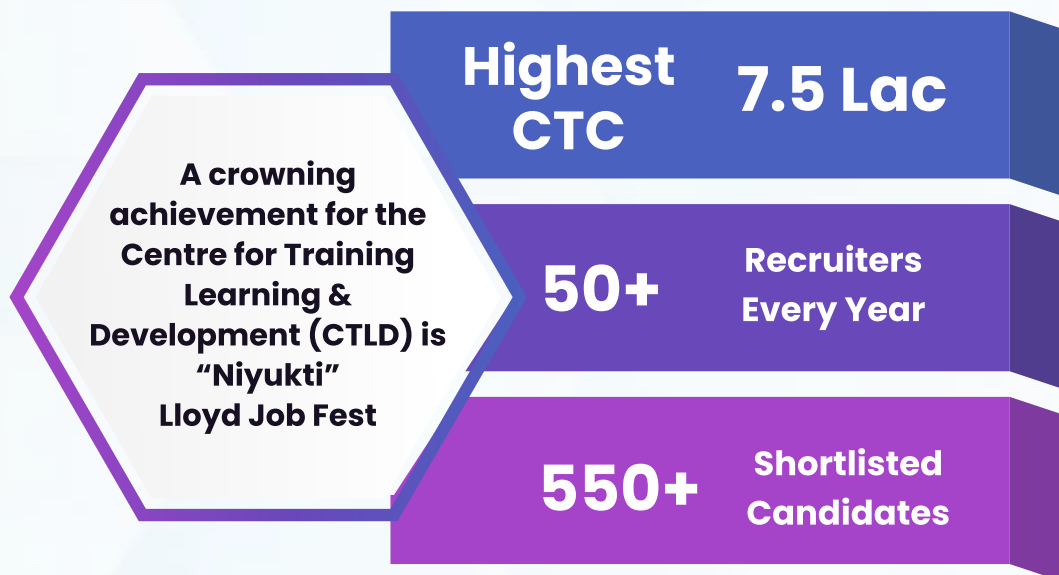 A crowning
achievement for the
Centre for Training
Learning &
Development (CTLD) is
“Niyukti”
Lloyd Job Fest
Highest
CTC
7.5 Lac
50+
Recruiters
Every Year
550+
Shortlisted
Candidates